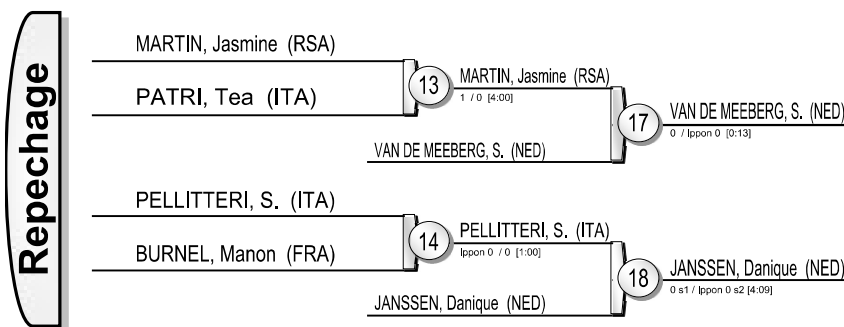 Repechage
MARTIN, Jasmine (RSA)
PATRI, Tea (ITA)
13
MARTIN, Jasmine (RSA)
1 / 0 [4:00]
VAN DE MEEBERG, S. (NED)
17
VAN DE MEEBERG, S. (NED)
0 / Ippon 0 [0:13]
PELLITTERI, S. (ITA)
BURNEL, Manon (FRA)
14
PELLITTERI, S. (ITA)
Ippon 0 / 0 [1:00]
JANSSEN, Danique (NED)
18
JANSSEN, Danique (NED)
0 s1 / Ippon 0 s2 [4:09]